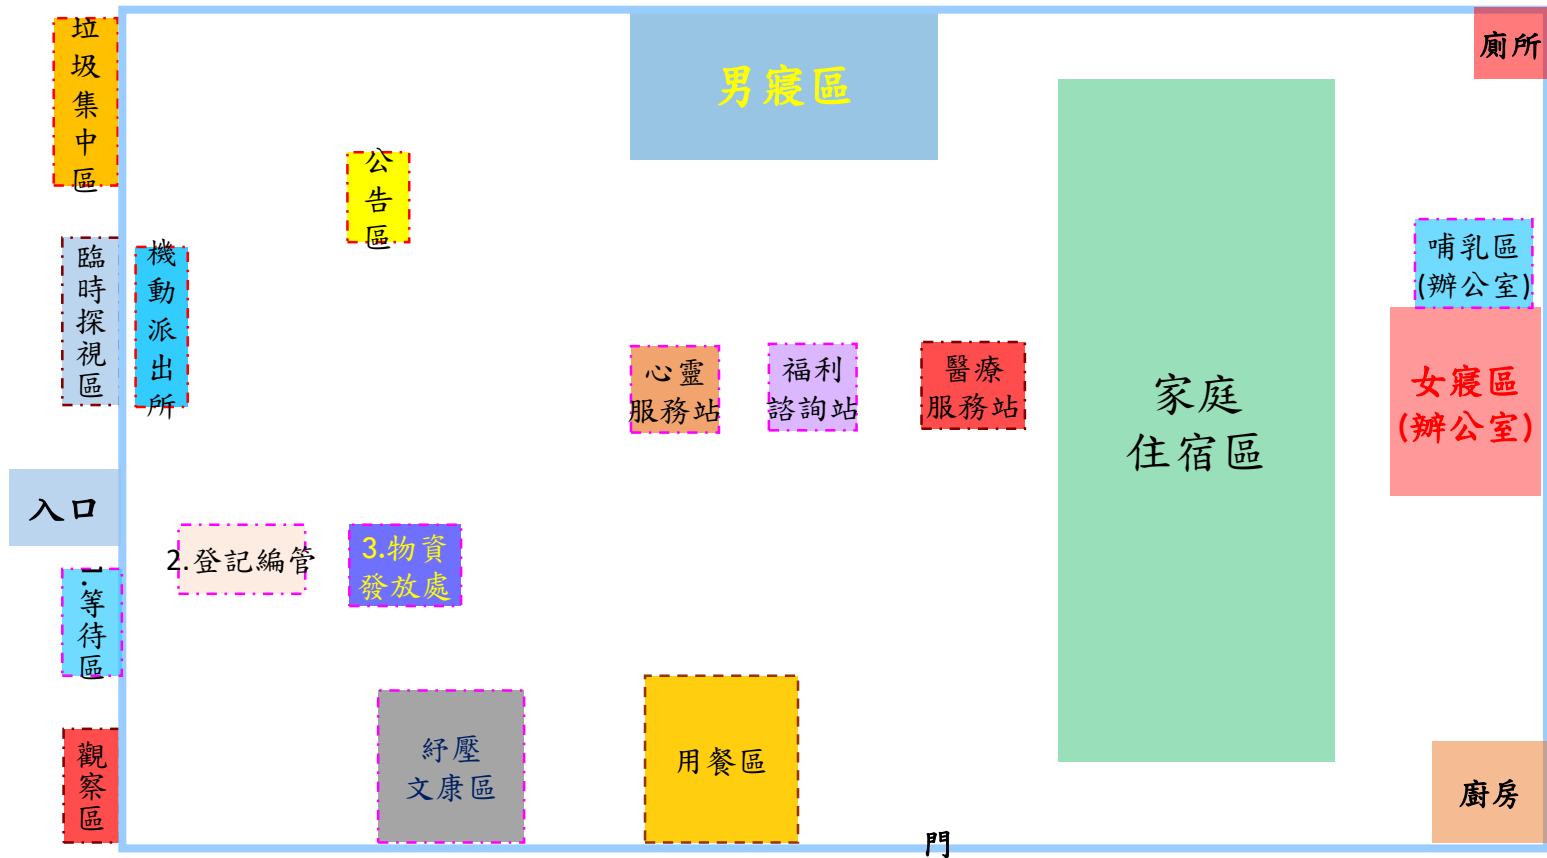 垃圾集中區
男寢區
廁所
公告區
臨時探視區
機動派出所
哺乳區
(辦公室)
心靈
服務站
福利
諮詢站
醫療
服務站
家庭
住宿區
女寢區
(辦公室)
入口
2.登記編管
3.物資
發放處
1.等待區
紓壓
文康區
用餐區
觀察區
廚房
門